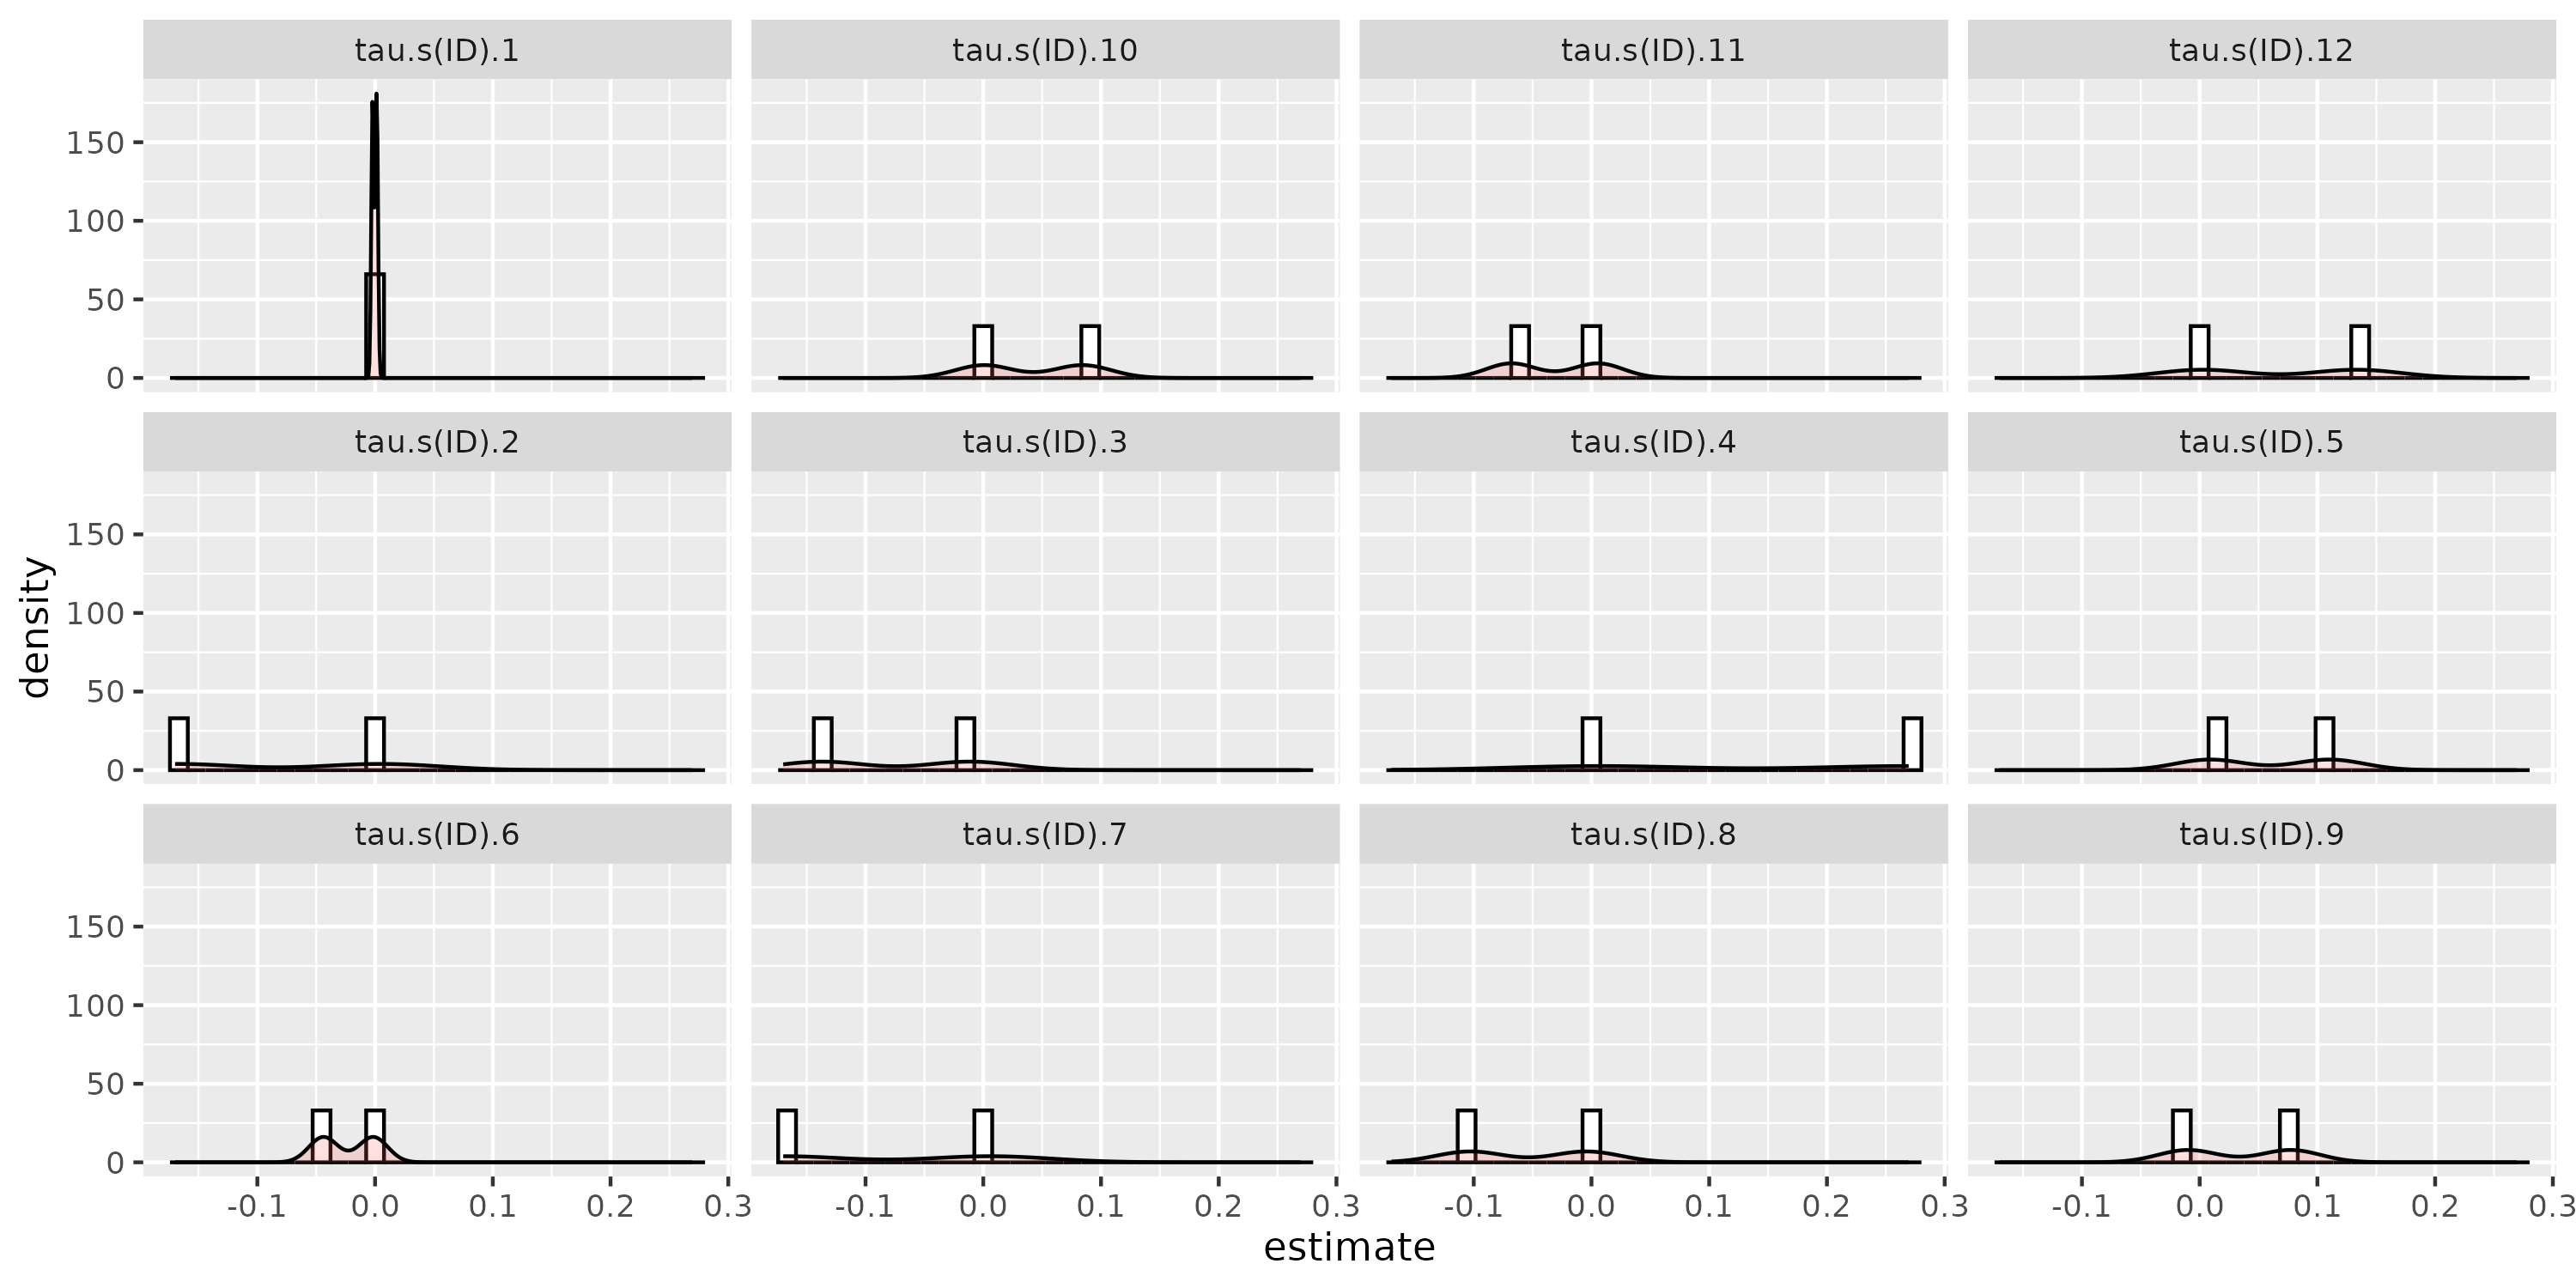 tau.s(ID).1 tau.s(ID).10 tau.s(ID).11 tau.s(ID).12
150
100
50
0
tau.s(ID).2 tau.s(ID).3 tau.s(ID).4 tau.s(ID).5
150
100
50
0
density
tau.s(ID).6 tau.s(ID).7 tau.s(ID).8 tau.s(ID).9
150
100
50
0
-0.1 0.0 0.1 0.2 0.3 -0.1 0.0 0.1 0.2 0.3 -0.1 0.0 0.1 0.2 0.3 -0.1 0.0 0.1 0.2 0.3
estimate